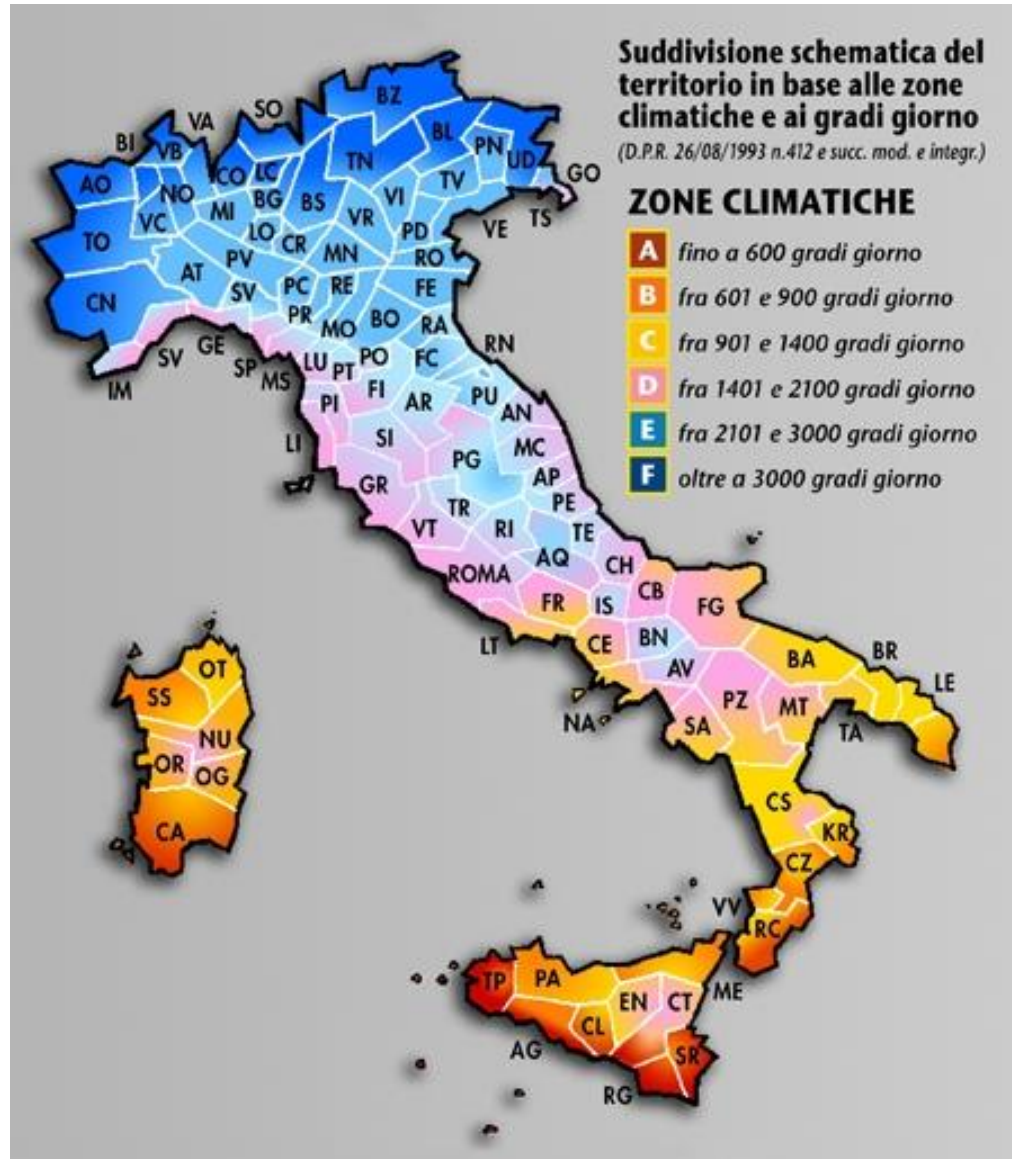 Suddivisione schematica del
territorio in base alle zone
climatiche e ai gradi giorno
(D.P.R. 26/08/1993 n.412 e succ. mod. e integr.)
ZONE CLIMATICHE
A fino a 600 gradi giorno
B fra 601 e 900 gradi giorno
C fra 901 e 1400 gradi giorno
D fra 1401 e 2100 gradi giorno
E fra 2101 e 3000 gradi giorno
F oltre a 3000 gradi giorno
BZ
SO
VA
BL
BI
VB
PN
TN
UD
LC
CO
GO
AO
NO
TV
BG
BS
VI
MI
VR
TS
VC
LO
PD
VE
TO
CR
MN
RO
PV
AT
PC
RE
FE
SV
CN
PR
BO
RA
MO
RN
GE
SV
PO
FC
LU
SP
PT
MS
IM
FI
PU
PI
AR
AN
SI
LI
MC
PG
AP
GR
PE
TR
VT
RI
TE
AQ
CH
ROMA
CB
FR
IS
FG
BN
LT
CE
BR
BA
AV
OT
LE
SS
PZ
MT
NA
SA
TA
NU
OR
OG
CS
CA
KR
CZ
VV
RC
TP
PA
ME
EN
CT
CL
AG
SR
RG